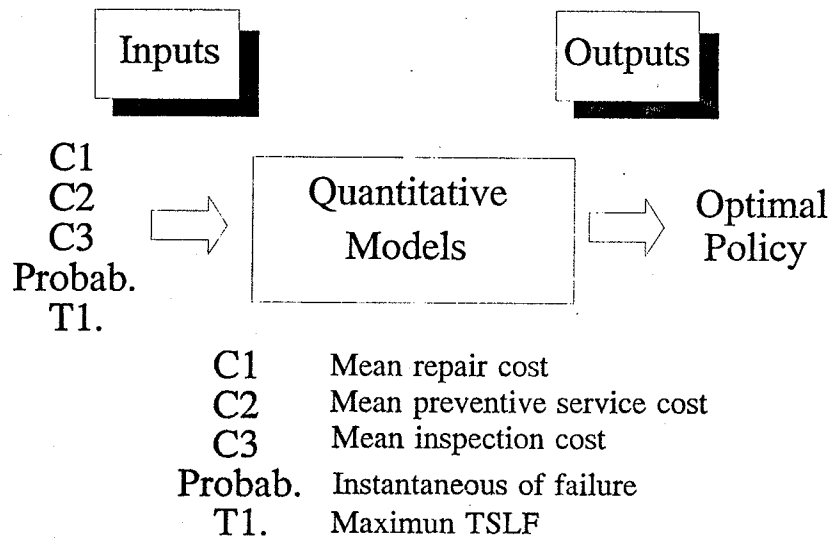 Inputs
Outputs
C1
C2
C3
Probab.
T1.
Quantitative
Models
Optimal
Policy
C1 Mean repair cost
C2 Mean preventive service cost
C3 Mean inspection cost
Probab. Instantaneous of failure
T1. Maximun TSLF